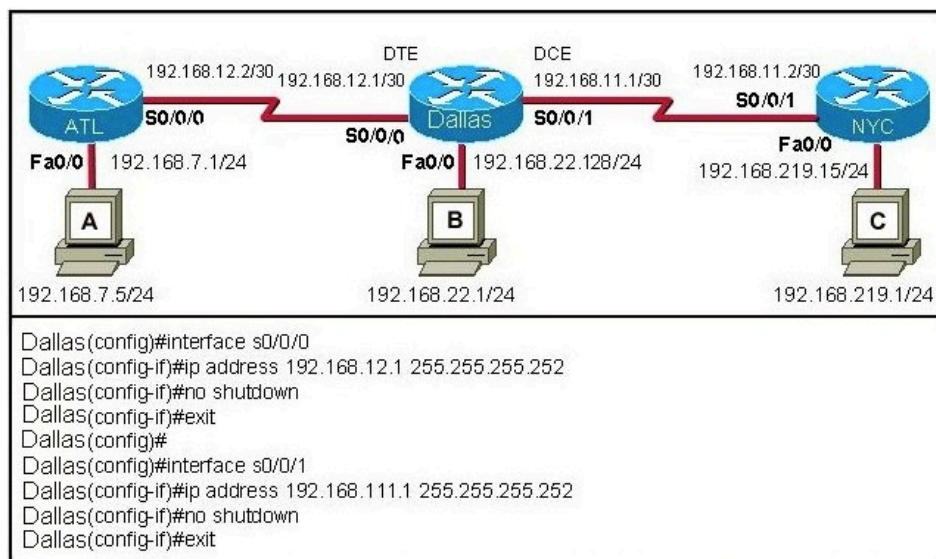 DTE DCE
192.168.12.2/30 192.168.12.1/30 192.168.11.1/30 192.168.11.2/30
ATL S0/0/0 S0/0/0 Dallas S0/0/1 S0/0/1 NYC
Fa0/0 192.168.7.1/24 Fa0/0 192.168.22.128/24 Fa0/0 192.168.219.15/24
A B C
192.168.7.5/24 192.168.22.1/24 192.168.219.1/24
Dallas(config)#interface s0/0/0
Dallas(config-if)#ip address 192.168.12.1 255.255.255.252
Dallas(config-if)#no shutdown
Dallas(config-if)#exit
Dallas(config)#
Dallas(config)#interface s0/0/1
Dallas(config-if)#ip address 192.168.111.1 255.255.255.252
Dallas(config-if)#no shutdown
Dallas(config-if)#exit